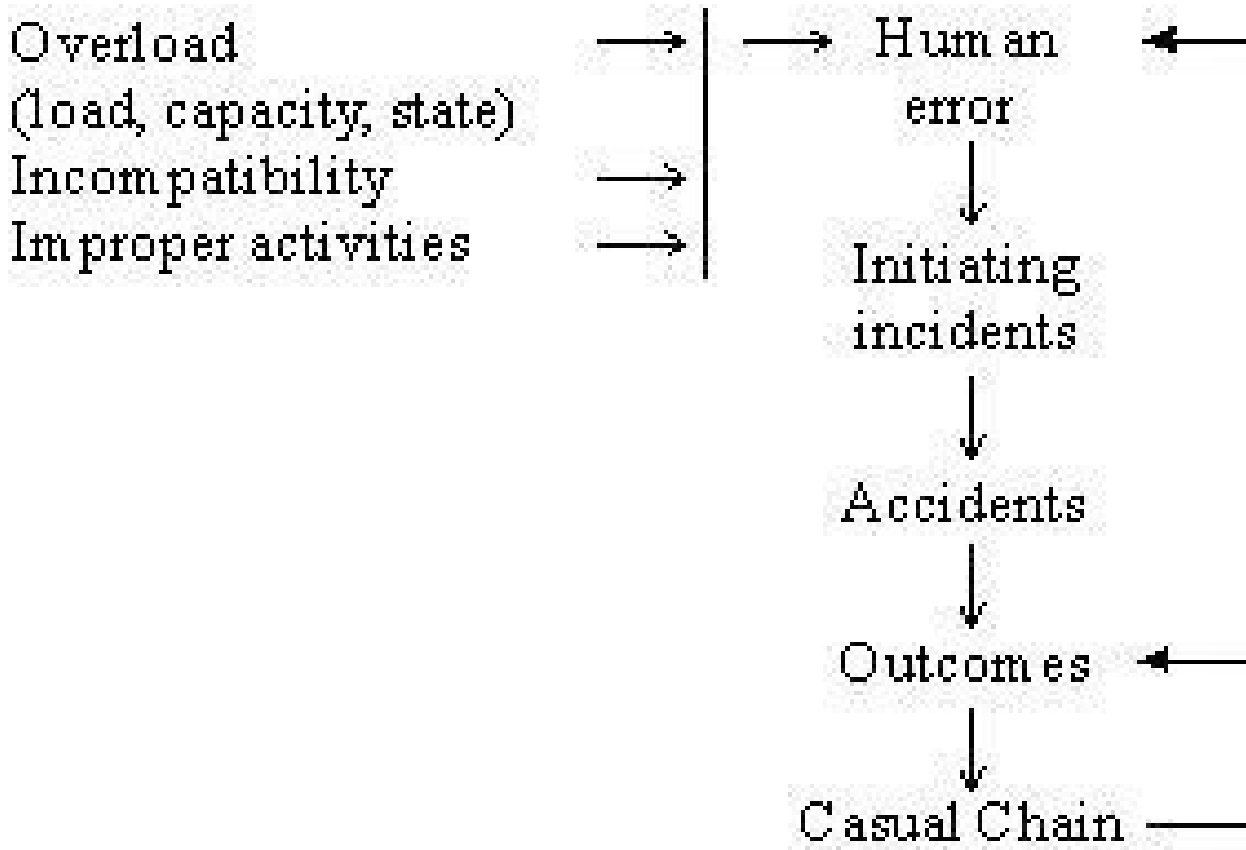 Overload
(load, capacity, state)
Incompatibility
Improper activities
Human
error
Initiating
incidents
Accidents
Outcomes
Casual Chain